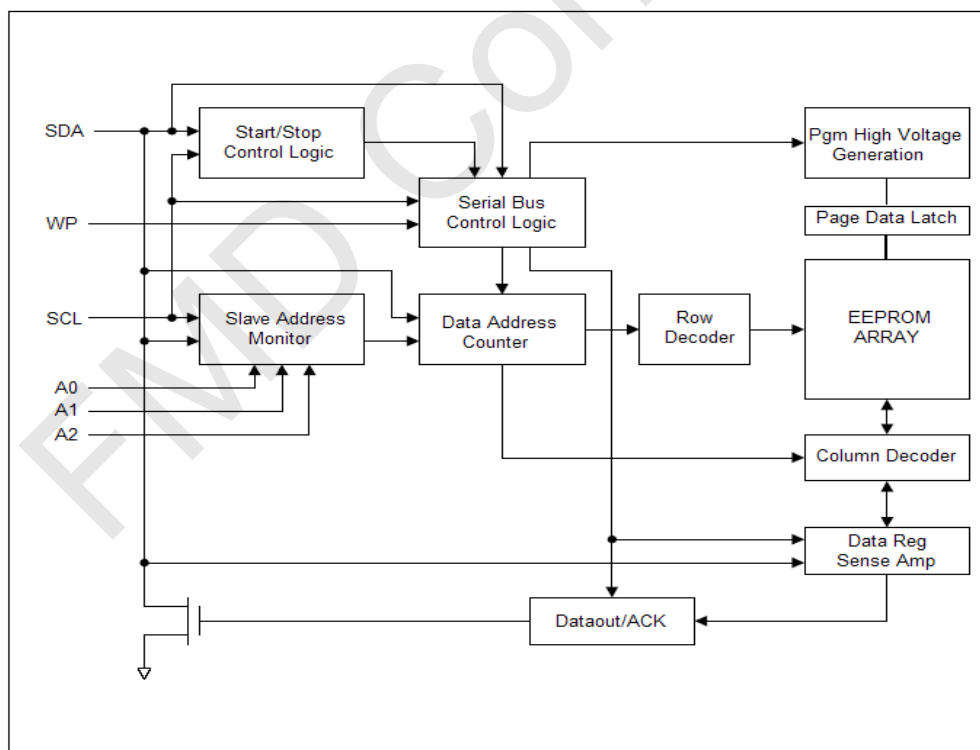 SDA
Start/Stop
Control Logic
Pgm High Voltage
Generation
Serial Bus
Control Logic
WP
Page Data Latch
SCL
Slave Address
Monitor
Data Address
Counter
Row
Decoder
EEPROM
ARRAY
A0
A1
A2
Column Decoder
Data Reg
Sense Amp
Dataout/ACK
FMD